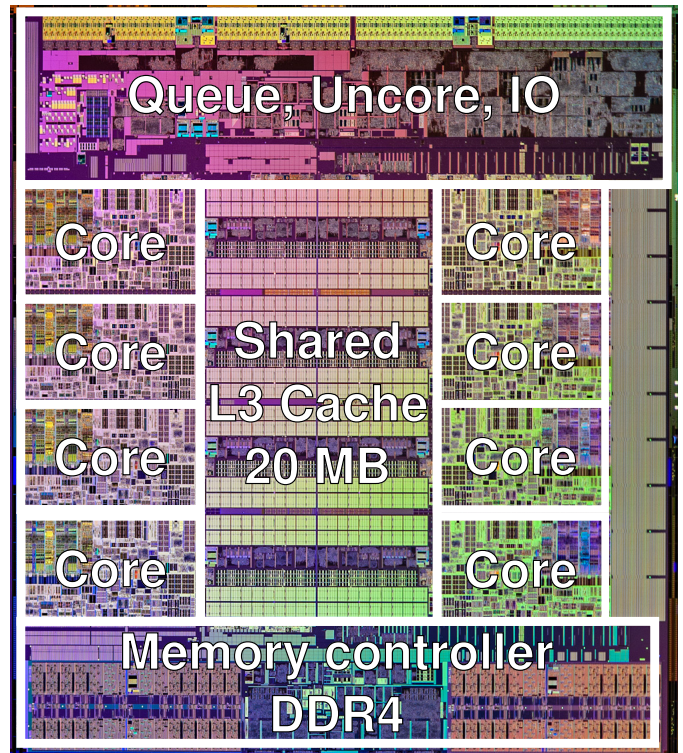 Queue, Uncore, IO
Core
Core
Core
Core
Shared
L3 Cache
20 MB
Core
Core
Core
Core
Memory controller
DDR4